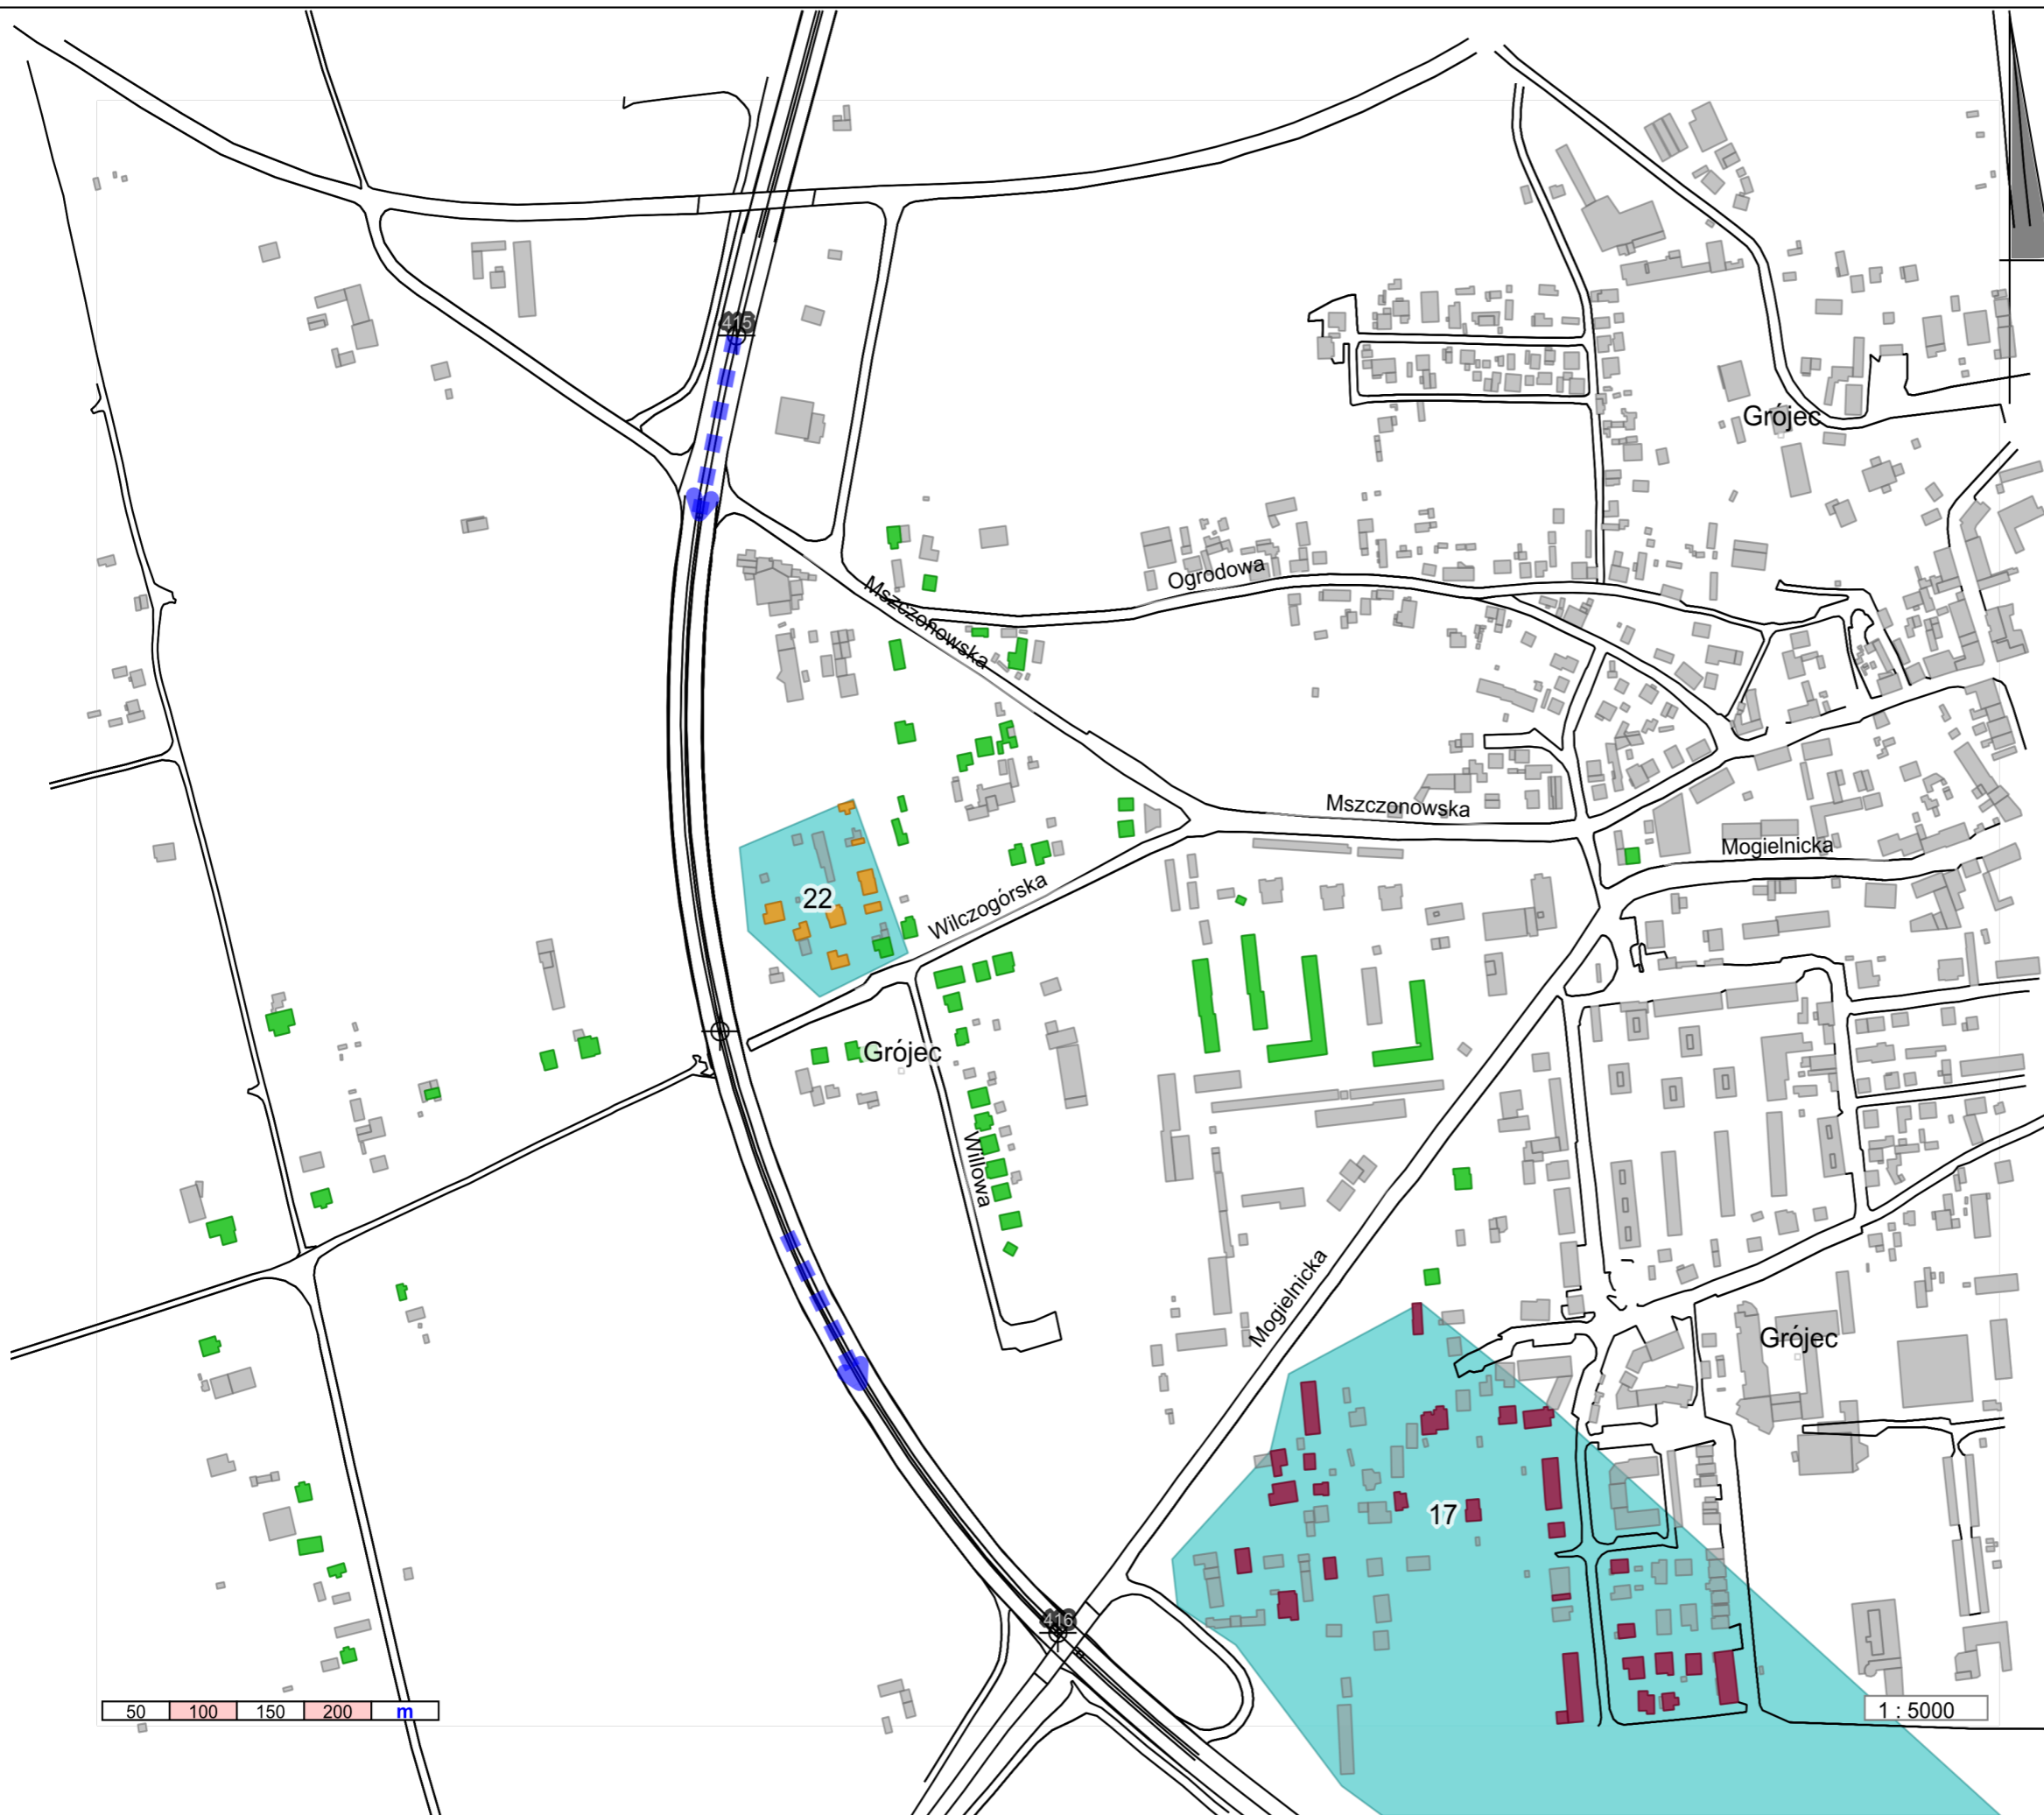 415
Grójec
Ogrodowa
Mszczonowska
Mszczonowska
Mogielnicka
22
Wilczogórska
Grójec
Willowa
Mogielnicka
Grójec
17
416
50 100 150 200 m
1 : 5000